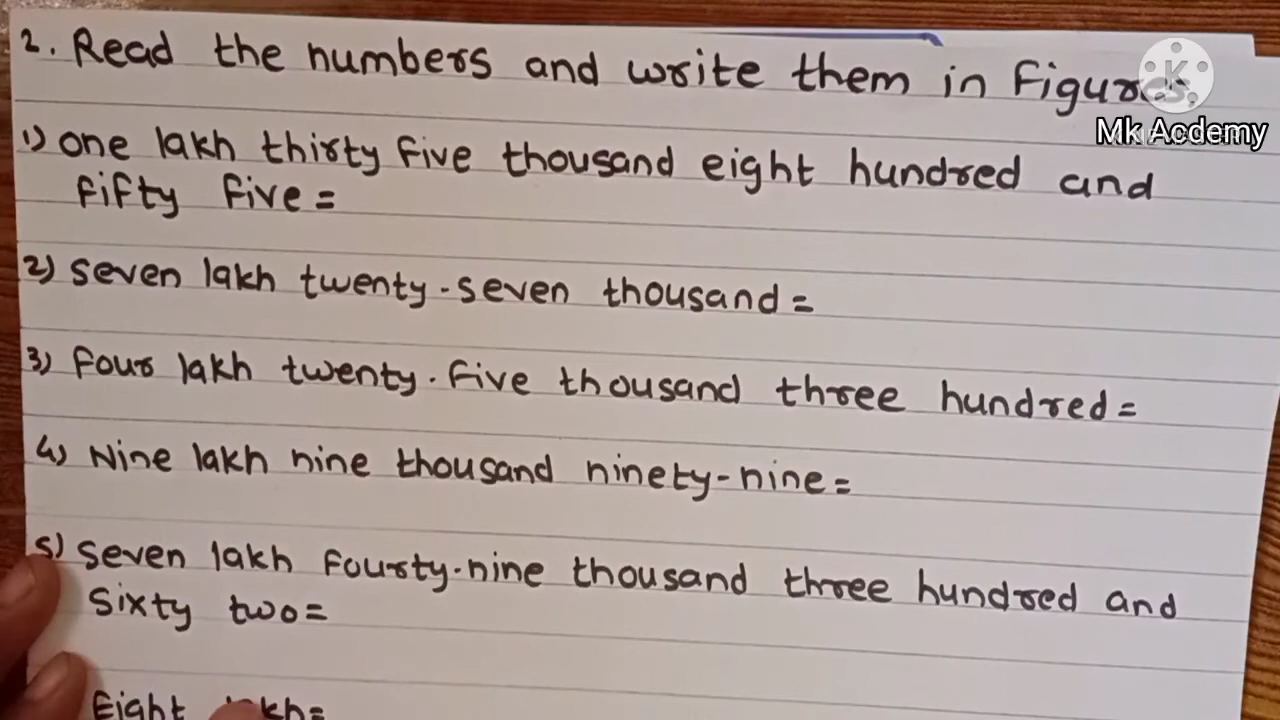 2. Read the numbers and write them in Figures.
Mk Acdemy
1) one lakh thirty five thousand eight hundred and
fifty five =
2) seven lakh twenty-seven thousand =
3) Four lakh twenty-five thousand three hundred =
4) Nine lakh nine thousand ninety-nine =
5) Seven lakh Fourty-nine thousand three hundred and
Sixty two =
Eight